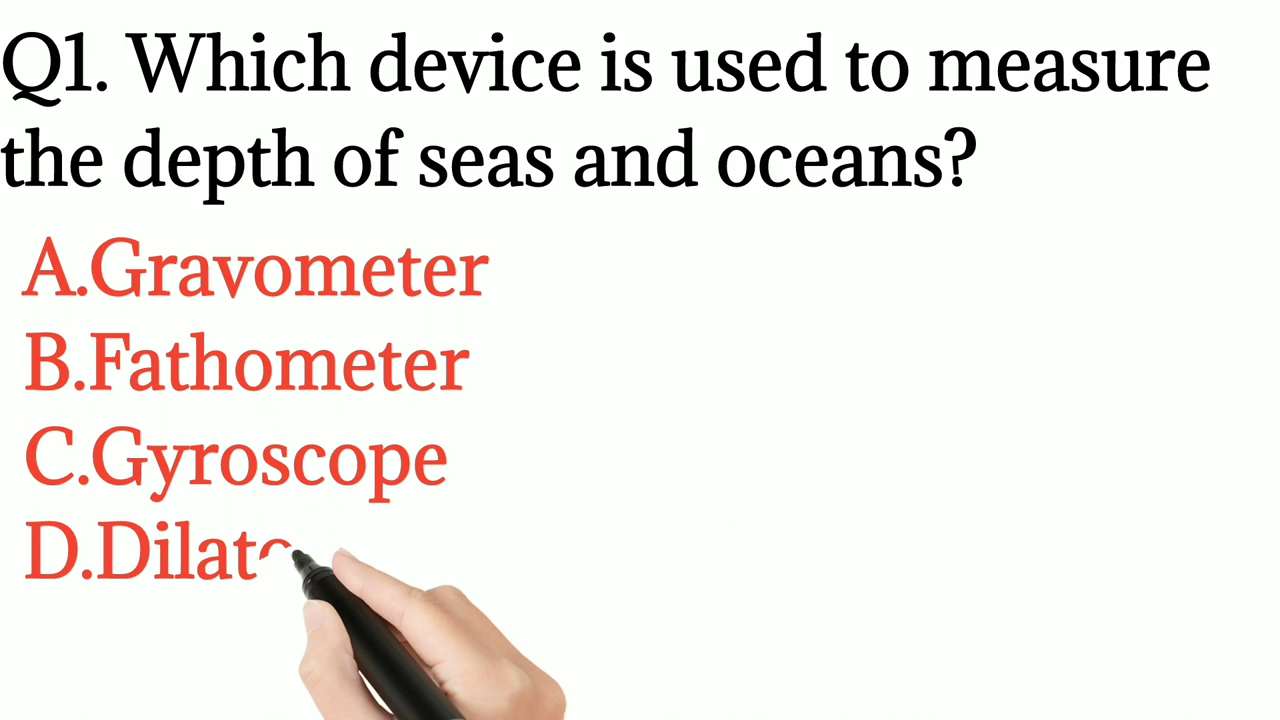 Q1. Which device is used to measure
the depth of seas and oceans?
A.Gravometer
B.Fathometer
C.Gyroscope
D.Dilat